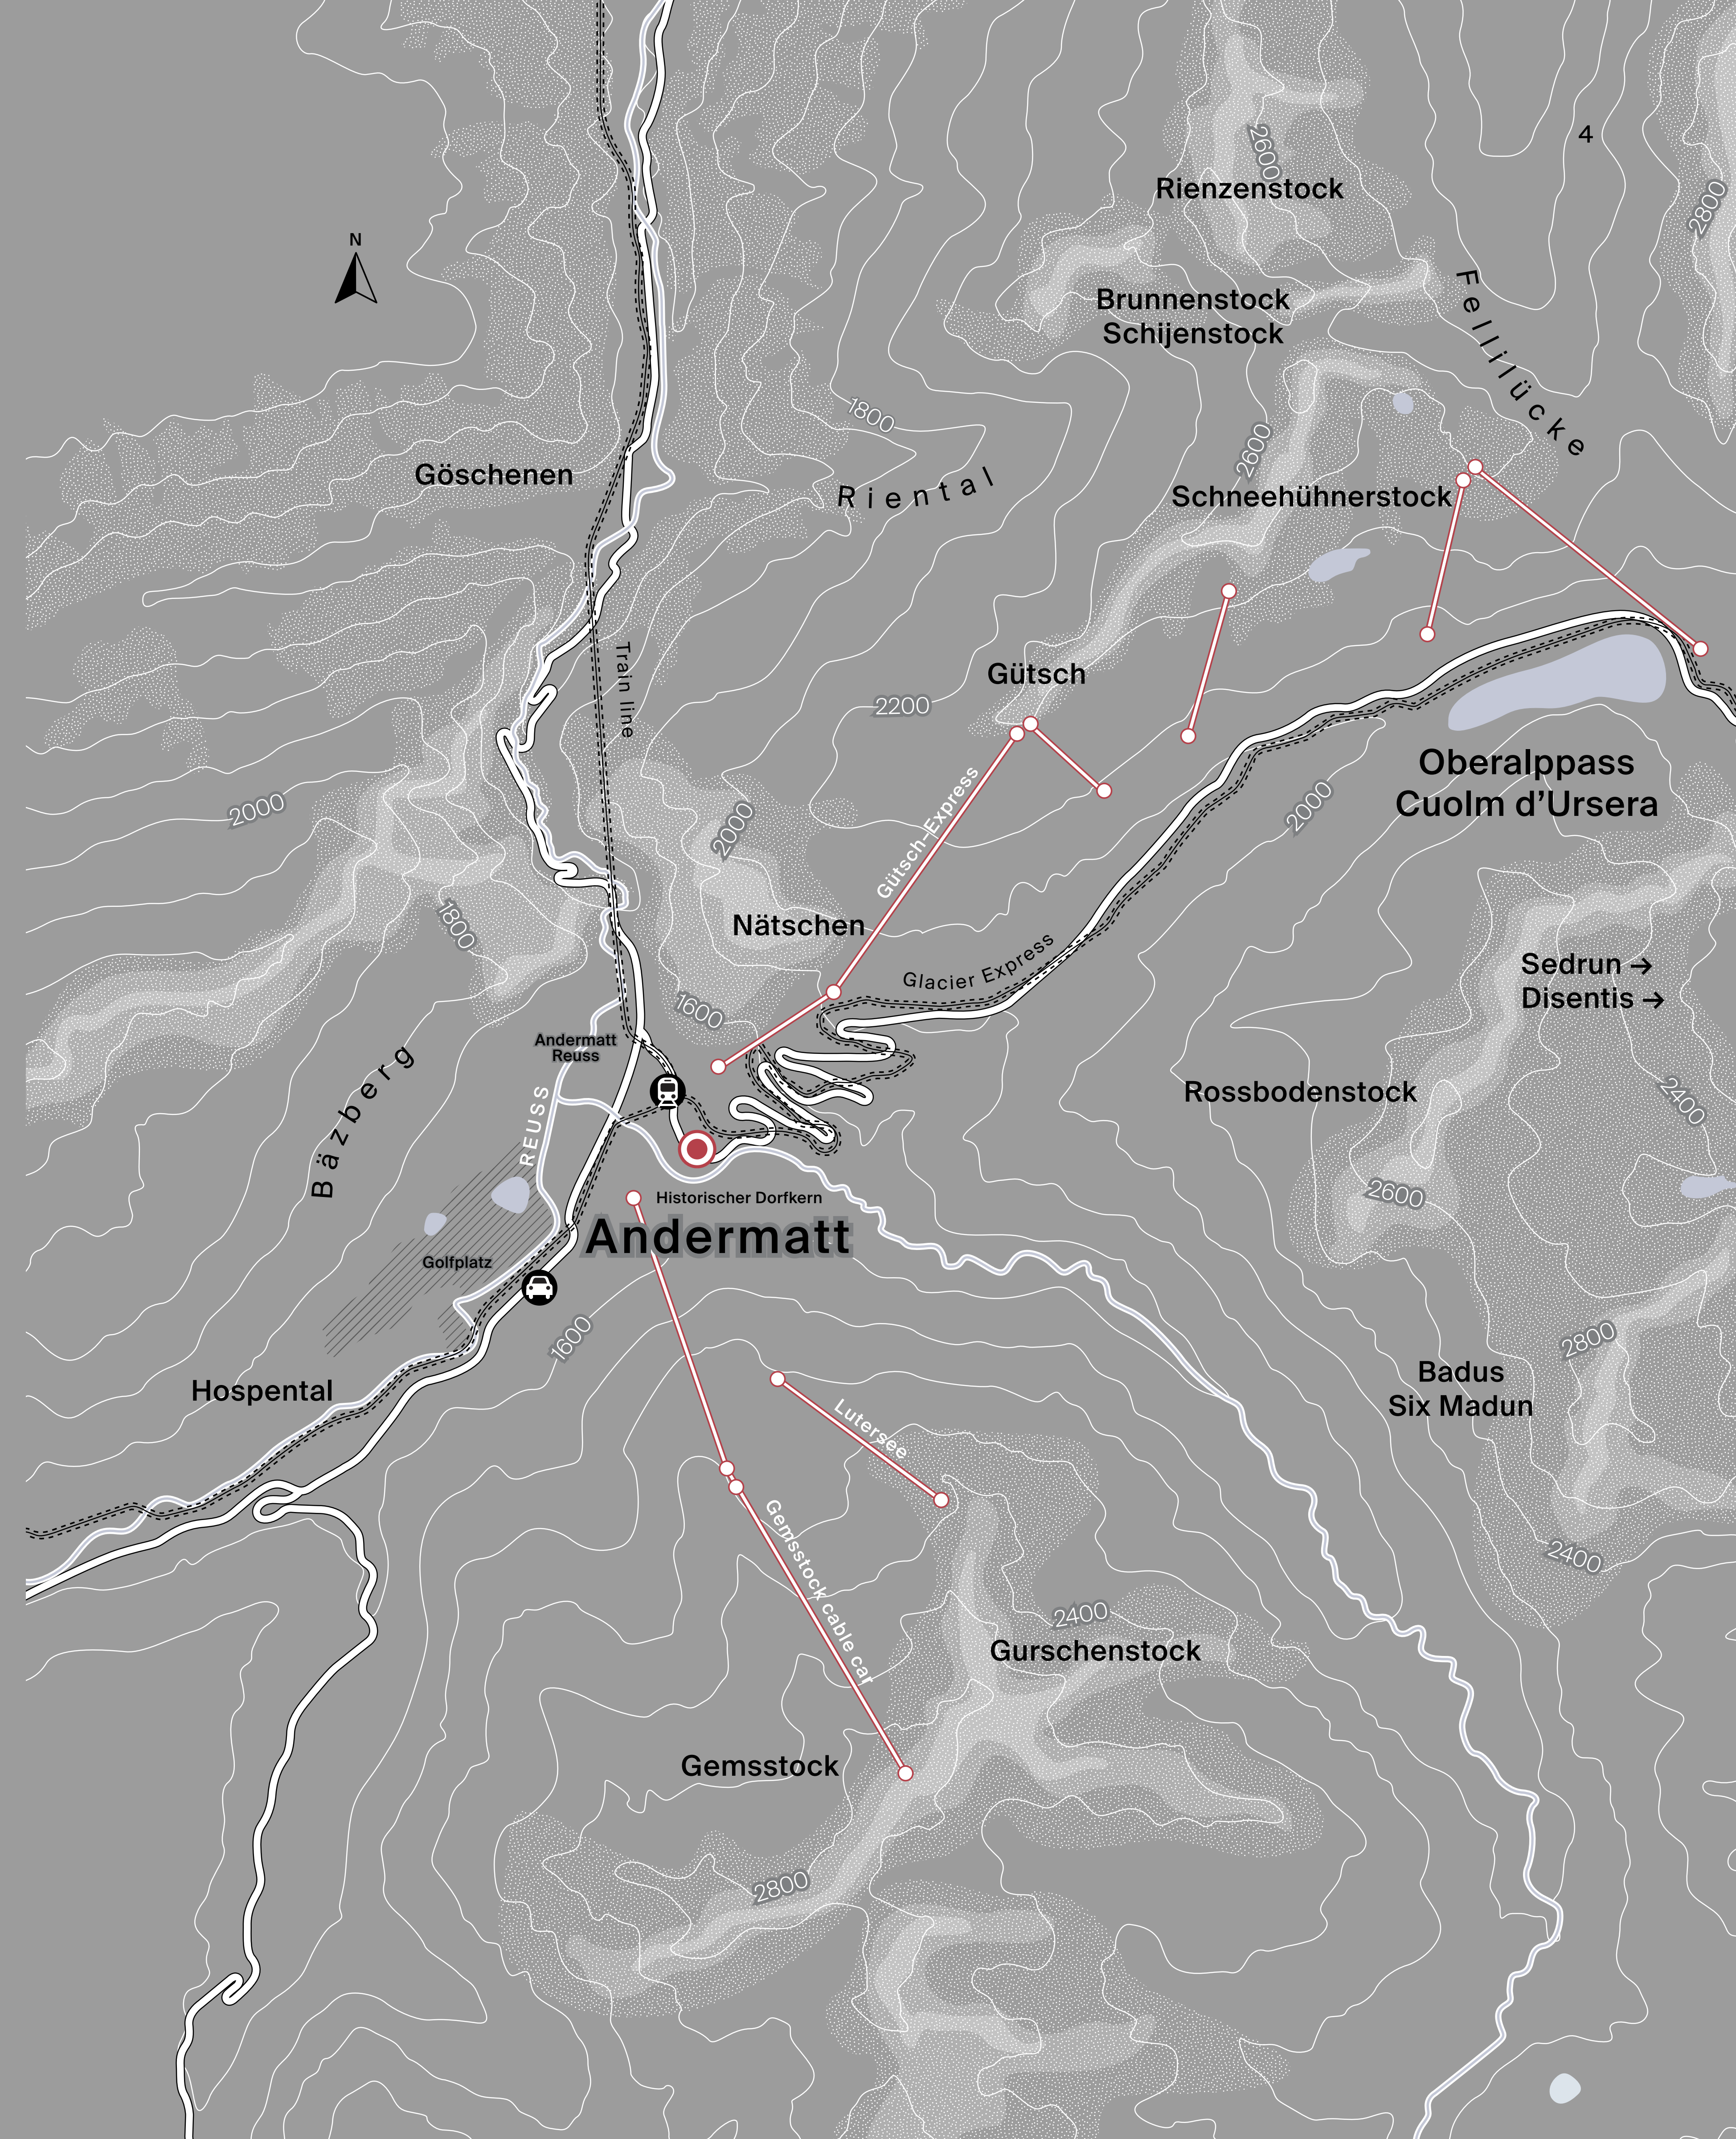 4
2600
Rienzenstock
2800
N
Fellilücke
Brunnenstock
Schijenstock
1800
2600
Göschenen
Riental
Schneehühnerstock
Train line
Gütsch
2200
Oberalppass
Cuolm d’Ursera
2000
2000
2000
Gütsch-Express
1800
Nätschen
Glacier Express
Sedrun →
Disentis →
1600
Andermatt
Reuss
Bäzberg
REUSS
Rossbodenstock
2400
2600
Historischer Dorfkern
Andermatt
Golfplatz
1600
2800
Hospental
Badus
Six Madun
Lutersee
Gemsstock cable car
2400
2400
Gurschenstock
Gemsstock
2800